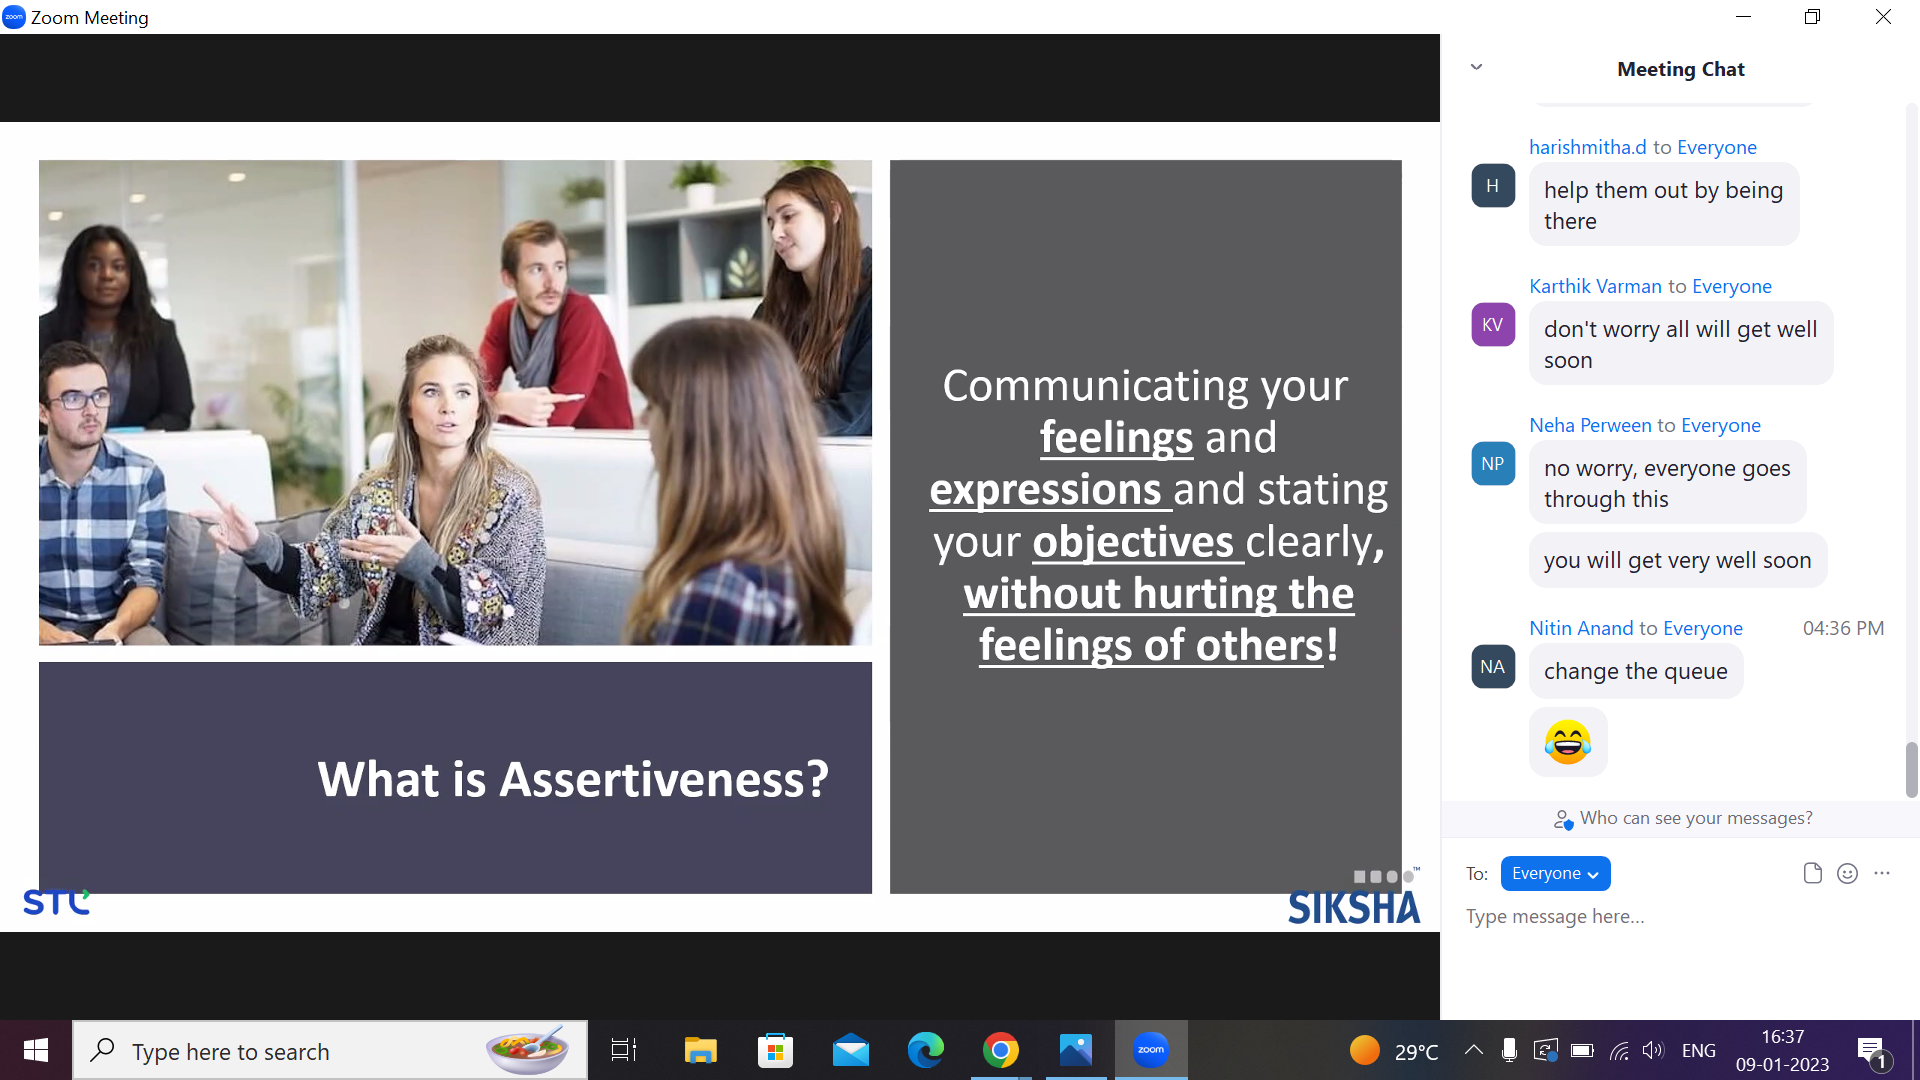 zoom
Zoom Meeting
Meeting Chat
harishmitha.d to Everyone
H
help them out by being
there
Karthik Varman to Everyone
KV
don't worry all will get well
soon
Neha Perween to Everyone
NP
no worry, everyone goes
through this
you will get very well soon
Nitin Anand to Everyone 04:36 PM
NA
change the queue
Who can see your messages?
To: Everyone
Type message here...
Communicating your
feelings and
expressions and stating
your objectives clearly,
without hurting the
feelings of others!
What is Assertiveness?
STL
SIKSHA
TM
Type here to search
zoom
29°C
ENG
16:37
09-01-2023
1